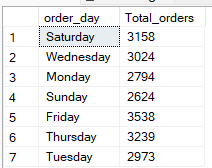 order_day Total_orders
1 Saturday 3158
2 Wednesday 3024
3 Monday 2794
4 Sunday 2624
5 Friday 3538
6 Thursday 3239
7 Tuesday 2973